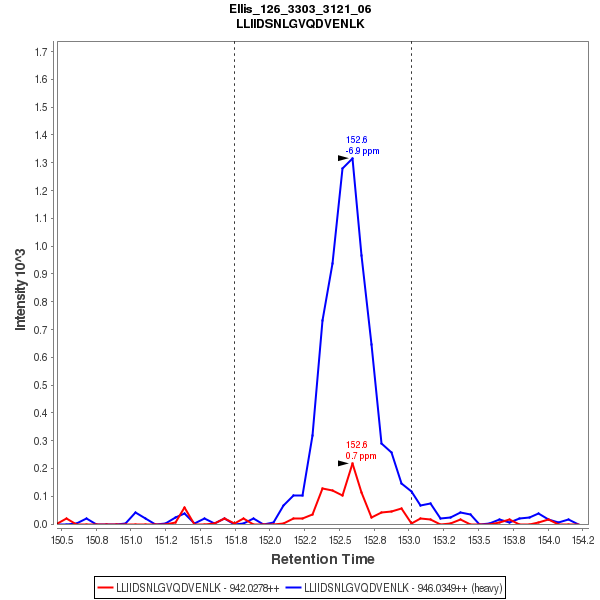 Ellis_126_3303_3121_06
LLIIDSNLGVQDVENLK
Intensity 10^3
1.7
1.6
1.5
1.4
1.3
1.2
1.1
1.0
0.9
0.8
0.7
0.6
0.5
0.4
0.3
0.2
0.1
0.0
152.6
-6.9 ppm
152.6
0.7 ppm
150.5 150.8 151.0 151.2 151.5 151.8 152.0 152.2 152.5 152.8 153.0 153.2 153.5 153.8 154.0 154.2
Retention Time
LLIIDSNLGVQDVENLK - 942.0278++ LLIIDSNLGVQDVENLK - 946.0349++ (heavy)